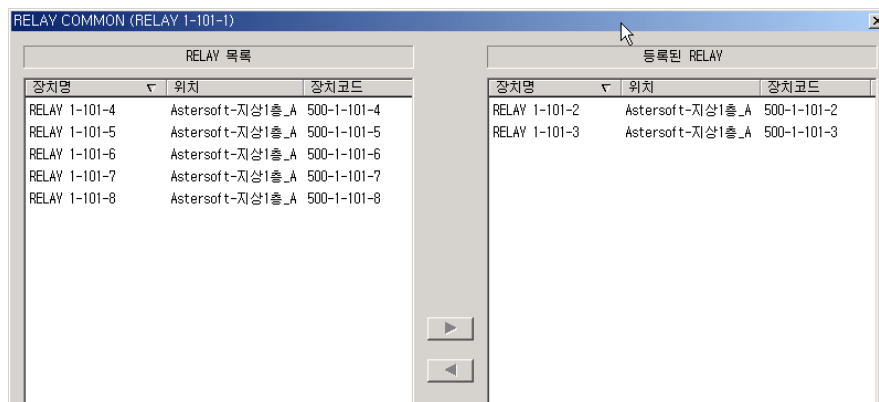 RELAY COMMON (RELAY 1-101-1)
RELAY 목록
장치명 위치 장치코드
RELAY 1-101-4 Astersoft-지상1층_A 500-1-101-4
RELAY 1-101-5 Astersoft-지상1층_A 500-1-101-5
RELAY 1-101-6 Astersoft-지상1층_A 500-1-101-6
RELAY 1-101-7 Astersoft-지상1층_A 500-1-101-7
RELAY 1-101-8 Astersoft-지상1층_A 500-1-101-8
등록된 RELAY
장치명 위치 장치코드
RELAY 1-101-2 Astersoft-지상1층_A 500-1-101-2
RELAY 1-101-3 Astersoft-지상1층_A 500-1-101-3